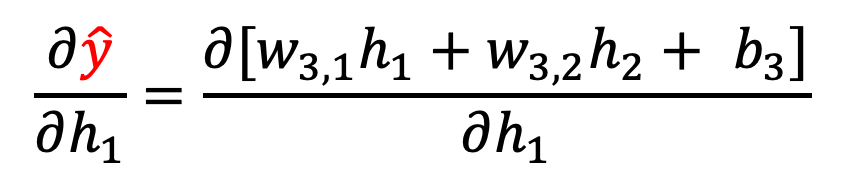 ∂ŷ/∂h₁ = ∂[w₃,₁h₁ + w₃,₂h₂ + b₃]/∂h₁